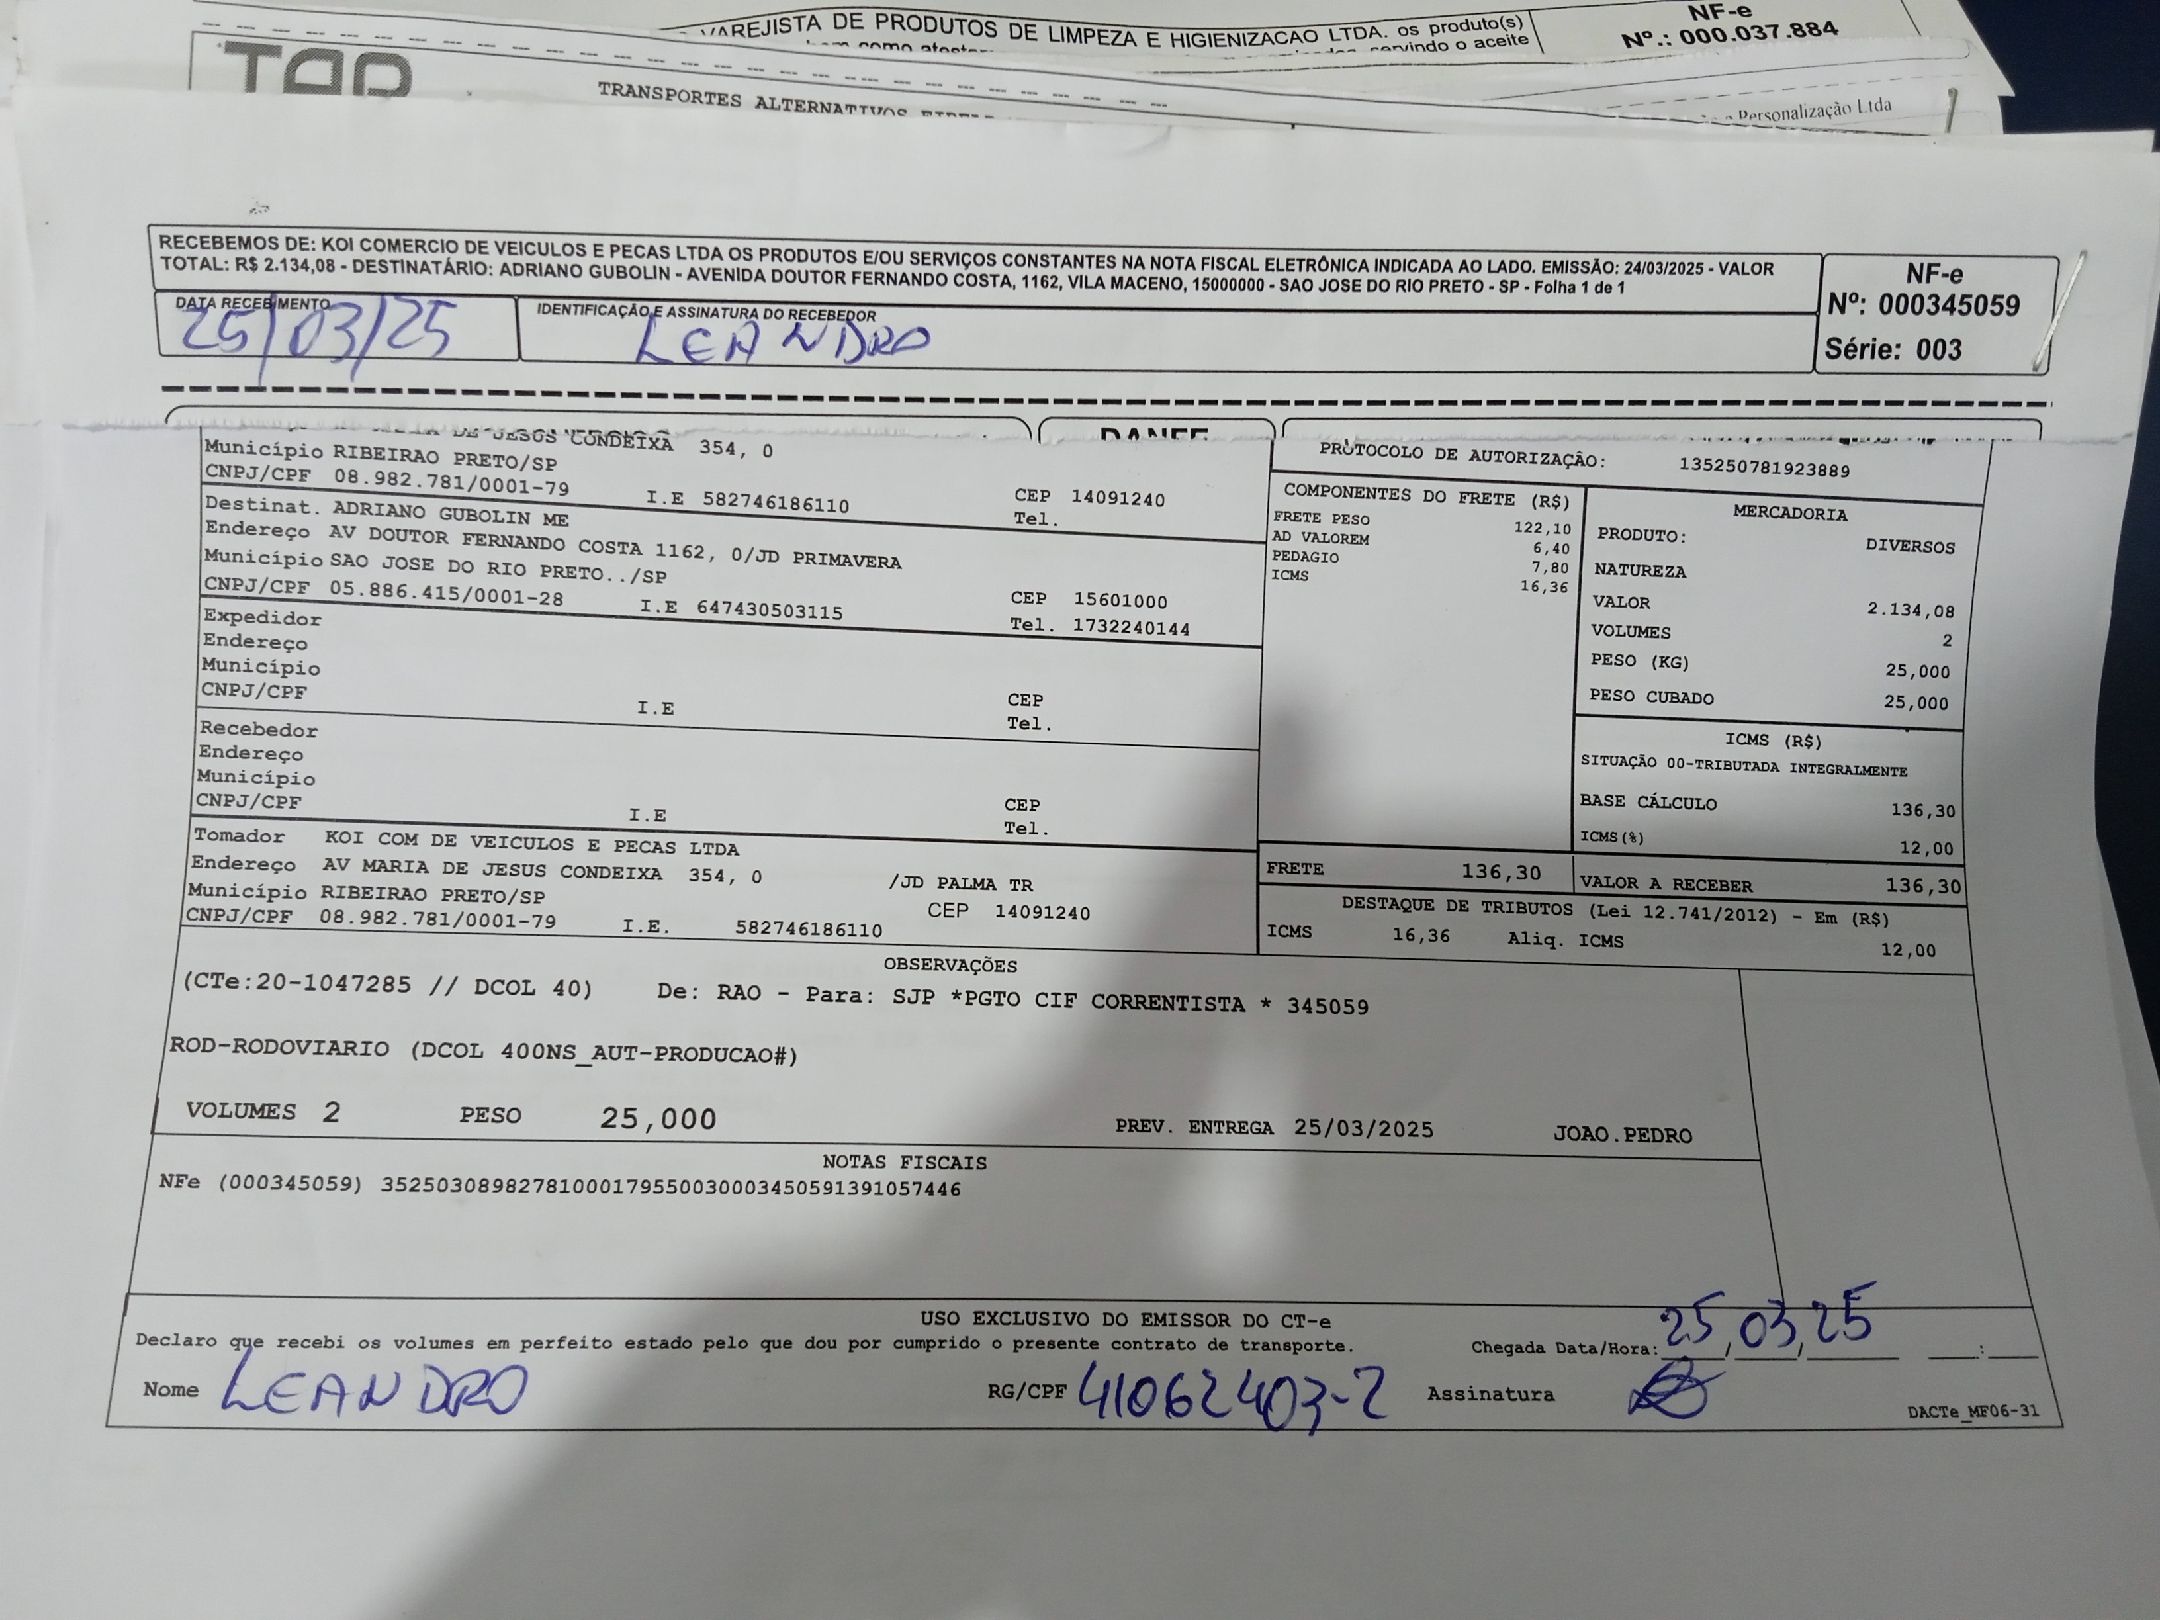 VAREJISTA DE PRODUTOS DE LIMPEZA E HIGIENIZACAO LTDA. os produto(s)
NF-e
Nº.: 000.037.884
servindo o aceite
TRANSPORTES ALTERNATIVOS
Personalização Ltda
RECEBEMOS DE: KOI COMERCIO DE VEICULOS E PECAS LTDA OS PRODUTOS E/OU SERVIÇOS CONSTANTES NA NOTA FISCAL ELETRÔNICA INDICADA AO LADO. EMISSÃO: 24/03/2025 - VALOR
TOTAL: R$ 2.134,08 - DESTINATÁRIO: ADRIANO GUBOLIN - AVENIDA DOUTOR FERNANDO COSTA, 1162, VILA MACENO, 15000000 - SAO JOSE DO RIO PRETO - SP - Folha 1 de 1
NF-e
Nº: 000345059
Série: 003
DATA RECEBIMENTO
25/03/25
IDENTIFICAÇÃO E ASSINATURA DO RECEBEDOR
LEANDRO
DE JESUS CONDEIXA 354, 0
Município RIBEIRAO PRETO/SP
CNPJ/CPF 08.982.781/0001-79 I.E 582746186110 CEP 14091240
Tel.
Destinat. ADRIANO GUBOLIN ME
Endereço AV DOUTOR FERNANDO COSTA 1162, 0/JD PRIMAVERA
Município SAO JOSE DO RIO PRETO../SP
CNPJ/CPF 05.886.415/0001-28 I.E 647430503115 CEP 15601000
Tel. 1732240144
Expedidor
Endereço
Município
CNPJ/CPF I.E CEP
Tel.
Recebedor
Endereço
Município
CNPJ/CPF I.E CEP
Tel.
Tomador KOI COM DE VEICULOS E PECAS LTDA
Endereço AV MARIA DE JESUS CONDEIXA 354, 0 /JD PALMA TR
Município RIBEIRAO PRETO/SP CEP 14091240
CNPJ/CPF 08.982.781/0001-79 I.E. 582746186110
PROTOCOLO DE AUTORIZAÇÃO: 135250781923889
COMPONENTES DO FRETE (R$)
FRETE PESO 122,10
AD VALOREM 6,40
PEDAGIO 7,80
ICMS 16,36
MERCADORIA
PRODUTO: DIVERSOS
NATUREZA
VALOR 2.134,08
VOLUMES 2
PESO (KG) 25,000
PESO CUBADO 25,000
ICMS (R$)
SITUAÇÃO 00-TRIBUTADA INTEGRALMENTE
BASE CÁLCULO 136,30
ICMS(%) 12,00
FRETE 136,30 VALOR A RECEBER 136,30
DESTAQUE DE TRIBUTOS (Lei 12.741/2012) - Em (R$)
ICMS 16,36 Aliq. ICMS 12,00
OBSERVAÇÕES
(CTe:20-1047285 // DCOL 40) De: RAO - Para: SJP *PGTO CIF CORRENTISTA * 345059
ROD-RODOVIARIO (DCOL 400NS_AUT-PRODUCAO#)
VOLUMES 2 PESO 25,000 PREV. ENTREGA 25/03/2025 JOAO.PEDRO
NOTAS FISCAIS
NFe (000345059) 35250308982781000179550030003450591391057446
USO EXCLUSIVO DO EMISSOR DO CT-e
Declaro que recebi os volumes em perfeito estado pelo que dou por cumprido o presente contrato de transporte. Chegada Data/Hora: 25/03/25 :
Nome LEANDRO RG/CPF 41062403-2 Assinatura
DACTe_MF06-31